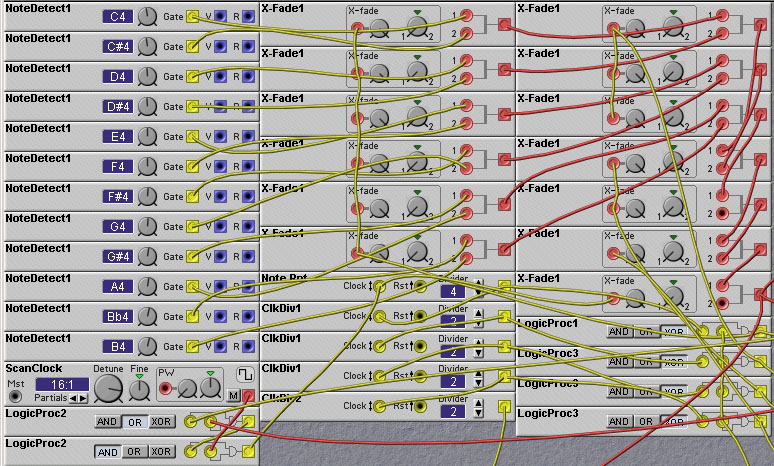 NoteDetect1 C4 Gate V R
NoteDetect1 C#4 Gate V R
NoteDetect1 D4 Gate V R
NoteDetect1 D#4 Gate V R
NoteDetect1 E4 Gate V R
NoteDetect1 F4 Gate V R
NoteDetect1 F#4 Gate V R
NoteDetect1 G4 Gate V R
NoteDetect1 G#4 Gate V R
NoteDetect1 A4 Gate V R
NoteDetect1 Bb4 Gate V R
NoteDetect1 B4 Gate V R
ScanClock Detune Fine PW
Mst 16:1 Partials M
LogicProc2
AND OR XOR
LogicProc2
AND OR XOR
X-Fade1 X-fade 1 2 1 2
X-Fade1 X-fade 1 2 1 2
X-Fade1 X-fade 1 2 1 2
X-Fade1 X-fade 1 2 1 2
X-Fade1 X-fade 1 2 1 2
X-Fade1 X-fade 1 2 1 2
Clock Rst Divider 4
ClkDiv1 Clock Rst Divider 2
ClkDiv1 Clock Rst Divider 2
ClkDiv1 Clock Rst Divider 2
Clock Rst Divider 2
X-Fade1 X-fade 1 2 1 2
X-Fade1 X-fade 1 2 1 2
X-Fade1 X-fade 1 2 1 2
X-Fade1 X-fade 1 2 1 2
X-Fade1 X-fade 1 2 1 2
X-Fade1 X-fade 1 2 1 2
X-Fade1 X-fade 1 2 1 2
LogicProc1 AND OR XOR
LogicProc3 AND OR XOR
LogicProc3 AND OR XOR
LogicProc3 AND OR XOR